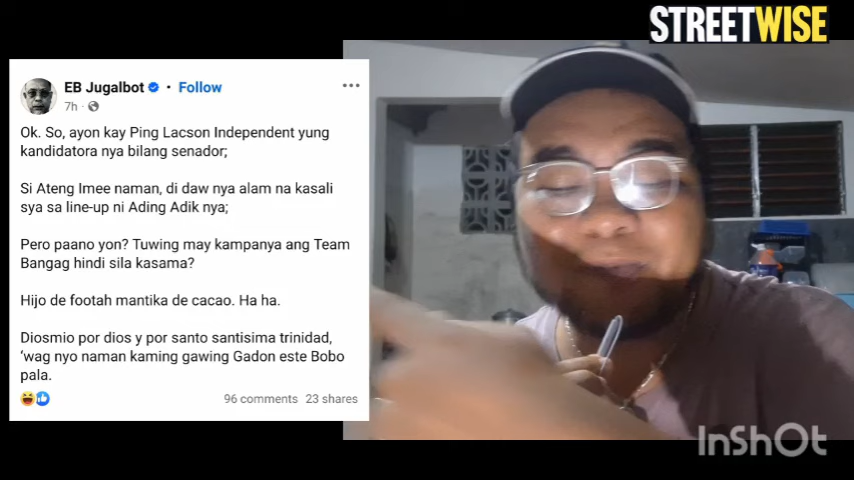 STREETWISE
EB Jugalbot • Follow
7h
Ok. So, ayon kay Ping Lacson Independent yung
kandidatora nya bilang senador;
Si Ateng Imee naman, di daw nya alam na kasali
sya sa line-up ni Ading Adik nya;
Pero paano yon? Tuwing may kampanya ang Team
Bangag hindi sila kasama?
Hijo de footah mantika de cacao. Ha ha.
Diosmio por dios y por santo santisima trinidad,
‘wag nyo naman kaming gawing Gadon este Bobo
pala.
96 comments 23 shares
InShOt